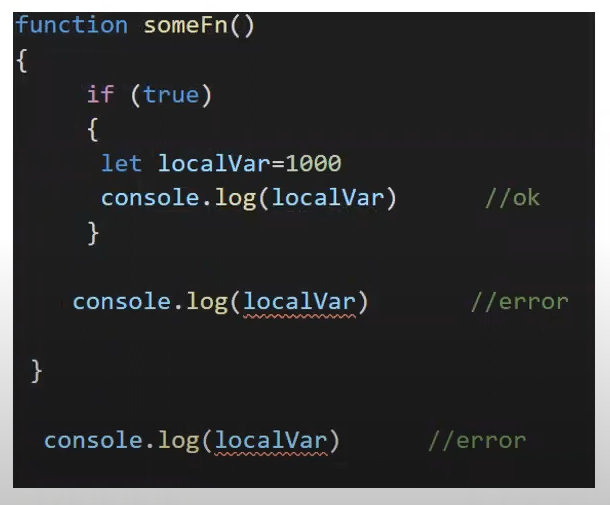 function someFn()
{
if (true)
{
let localVar=1000
console.log(localVar) //ok
}
console.log(localVar) //error
}
console.log(localVar) //error